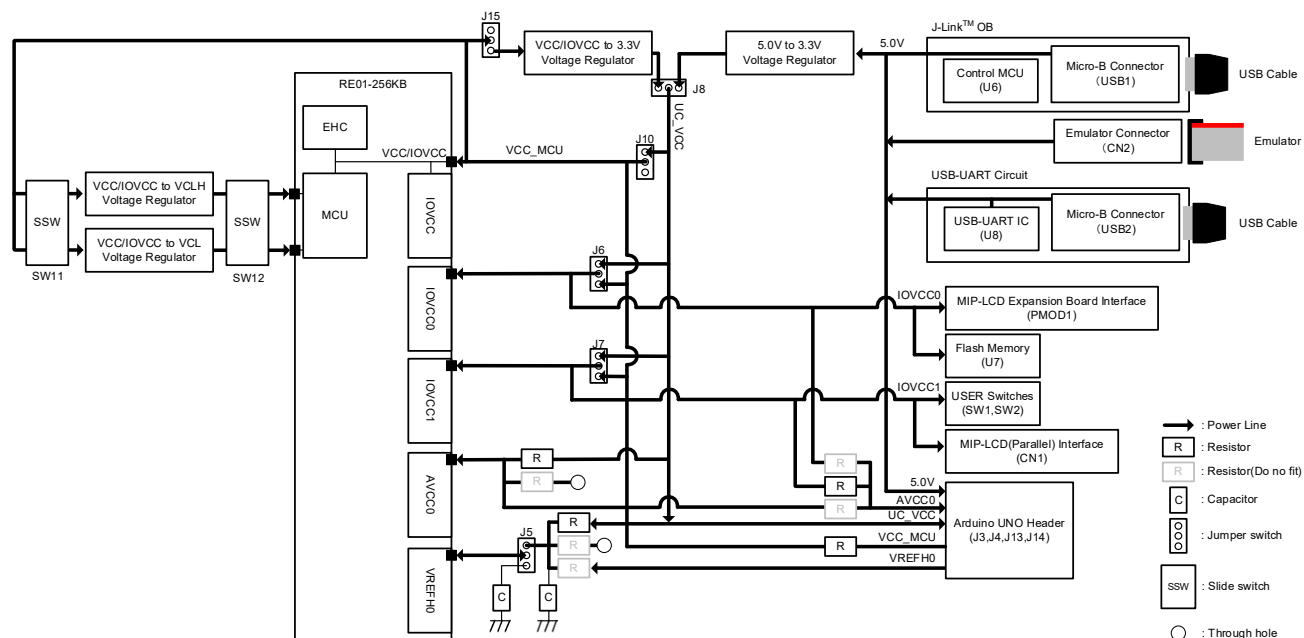 J15
VCC/IOVCC to 3.3V
Voltage Regulator
5.0V to 3.3V
Voltage Regulator
5.0V
J-Link™ OB
Control MCU
(U6)
Micro-B Connector
(USB1)
USB Cable
J8
UC_VCC
RE01-256KB
EHC
VCC/IOVCC
VCC_MCU
J10
Emulator Connector
(CN2)
Emulator
USB-UART Circuit
USB-UART IC
(U8)
Micro-B Connector
(USB2)
USB Cable
SSW
SW11
VCC/IOVCC to VCLH
Voltage Regulator
VCC/IOVCC to VCL
Voltage Regulator
SSW
SW12
MCU
IOVCC
IOVCC0
IOVCC1
AVCC0
VREFH0
J6
J7
IOVCC0
MIP-LCD Expansion Board Interface
(PMOD1)
Flash Memory
(U7)
IOVCC1
USER Switches
(SW1,SW2)
MIP-LCD(Parallel) Interface
(CN1)
R
R
R
R
R
5.0V
AVCC0
UC_VCC
VCC_MCU
VREFH0
Arduino UNO Header
(J3,J4,J13,J14)
J5
R
R
R
R
C
C
: Power Line
R
: Resistor
R
: Resistor(Do no fit)
C
: Capacitor
: Jumper switch
SSW
: Slide switch
: Through hole